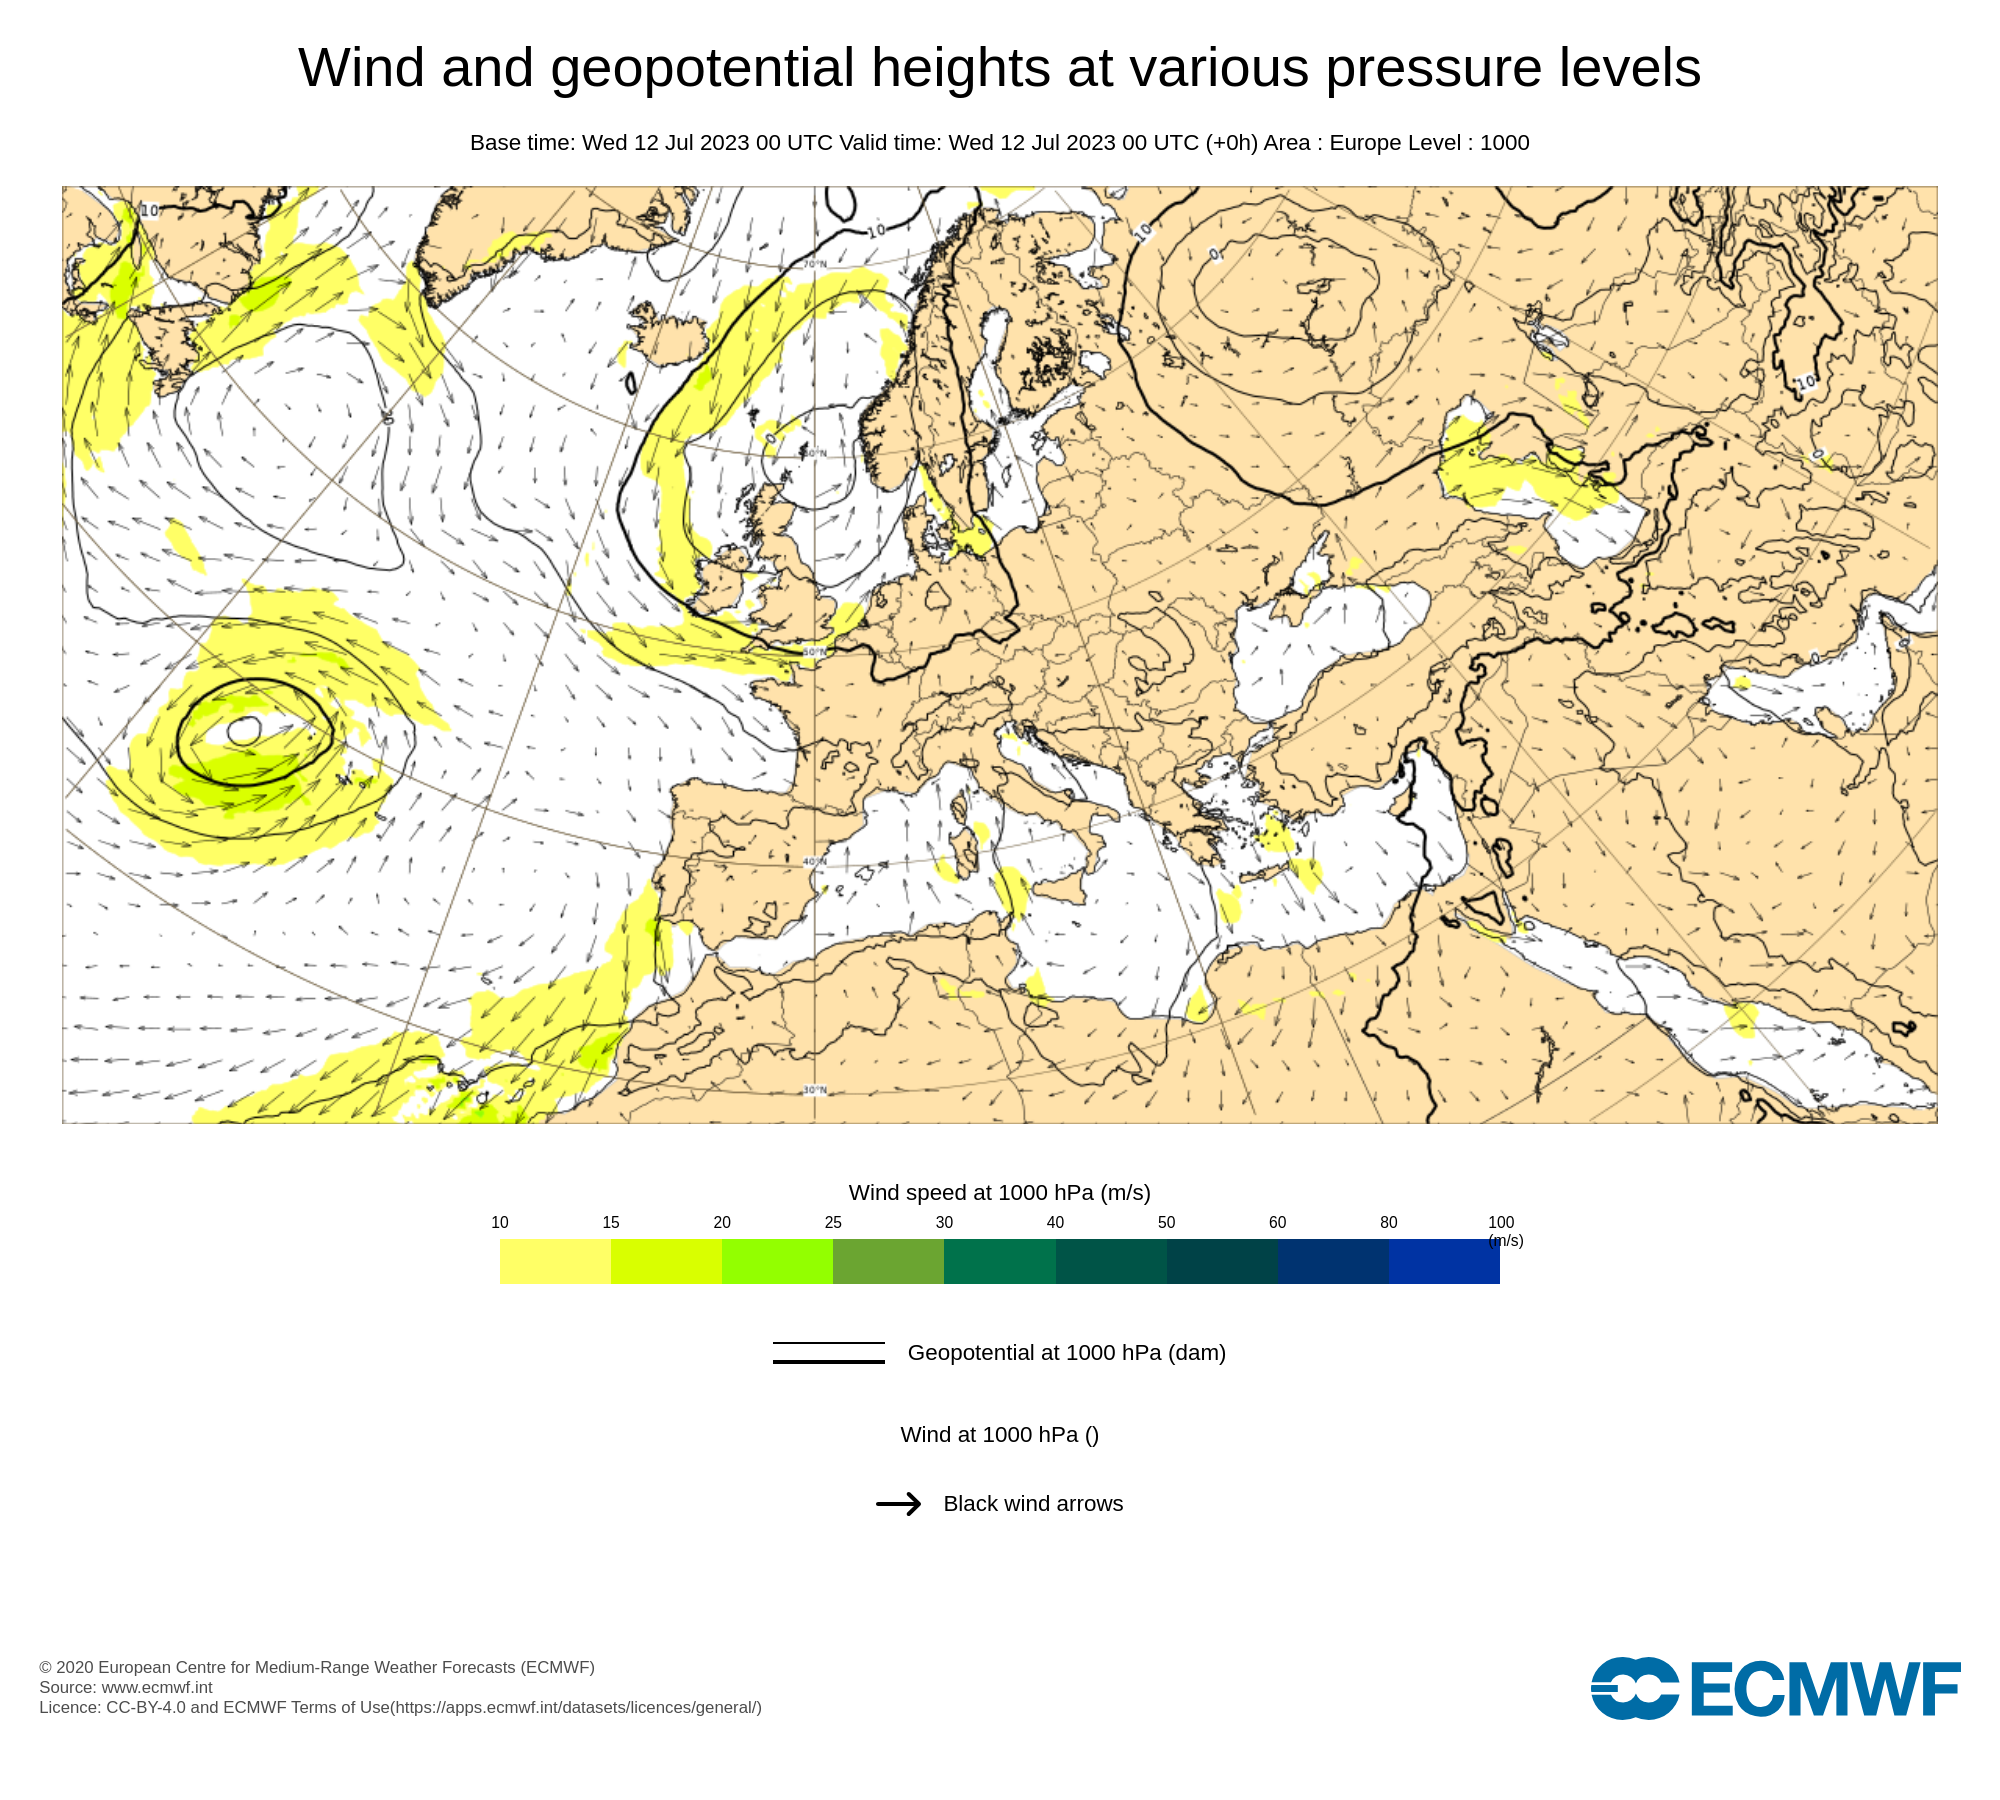 Wind and geopotential heights at various pressure levels
Base time: Wed 12 Jul 2023 00 UTC Valid time: Wed 12 Jul 2023 00 UTC (+0h) Area : Europe Level : 1000
10
10
10
0
70°N
20
10
0
60°N
0
0
0
50°N
40°N
30°N
Wind speed at 1000 hPa (m/s)
10 15 20 25 30 40 50 60 80 100
(m/s)
Geopotential at 1000 hPa (dam)
Wind at 1000 hPa ()
Black wind arrows
© 2020 European Centre for Medium-Range Weather Forecasts (ECMWF)
Source: www.ecmwf.int
Licence: CC-BY-4.0 and ECMWF Terms of Use(https://apps.ecmwf.int/datasets/licences/general/)
ECMWF